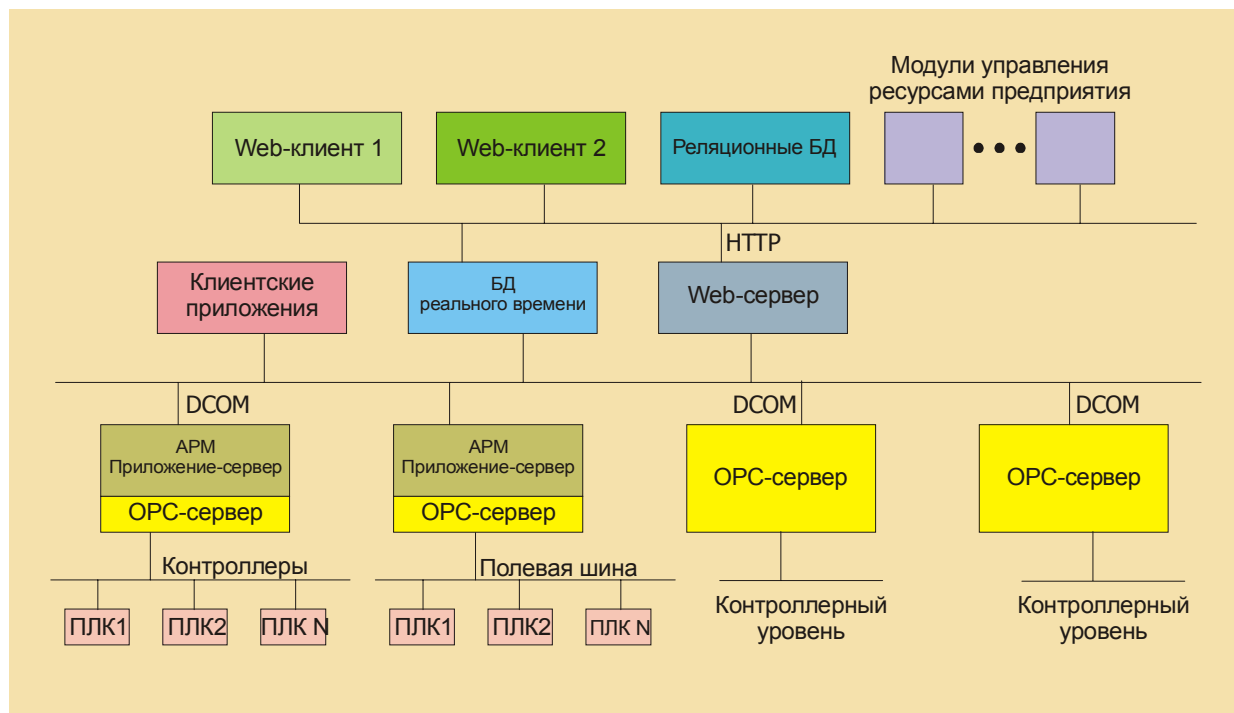 Модули управления
ресурсами предприятия
Web-клиент 1
Web-клиент 2
Реляционные БД
HTTP
Клиентские
приложения
БД
реального времени
Web-сервер
DCOM
DCOM
DCOM
АРМ
Приложение-сервер
OPC-сервер
АРМ
Приложение-сервер
OPC-сервер
OPC-сервер
OPC-сервер
Контроллеры
Полевая шина
ПЛК1
ПЛК2
ПЛК N
ПЛК1
ПЛК2
ПЛК N
Контроллерный
уровень
Контроллерный
уровень